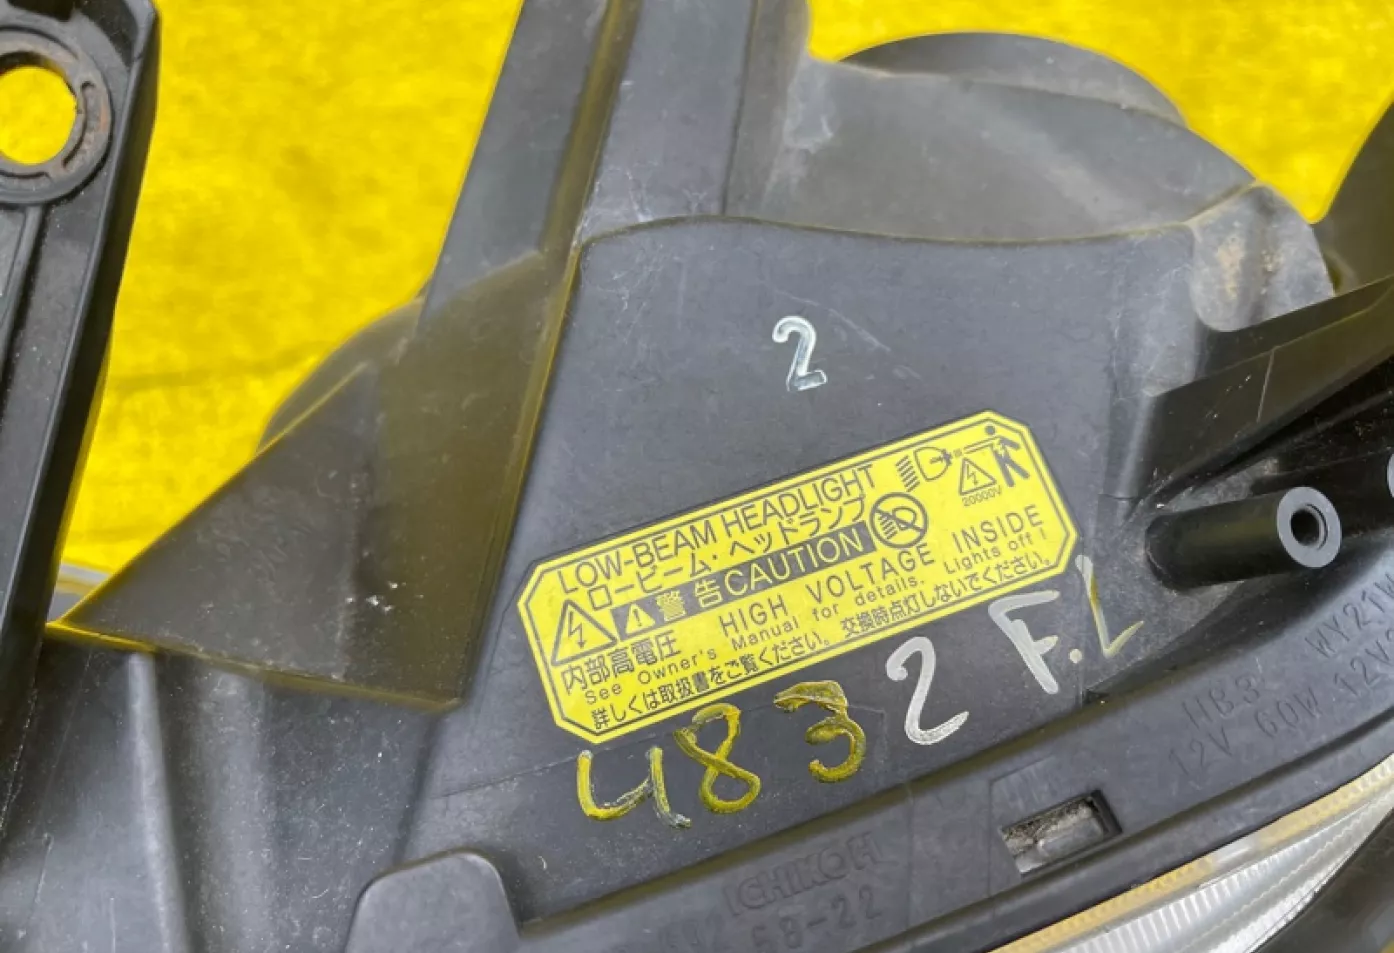 2
LOW-BEAM HEADLIGHT
ロービーム・ヘッドランプ
20000V
警告 CAUTION
内部高電圧 HIGH VOLTAGE INSIDE
See Owner's Manual for details. Lights off!
詳しくは取扱書をご覧ください。交換時点灯しないでください。
4832 F.L
HB3 WY21W
12V 60W 12V
ICHIKOH
68-22